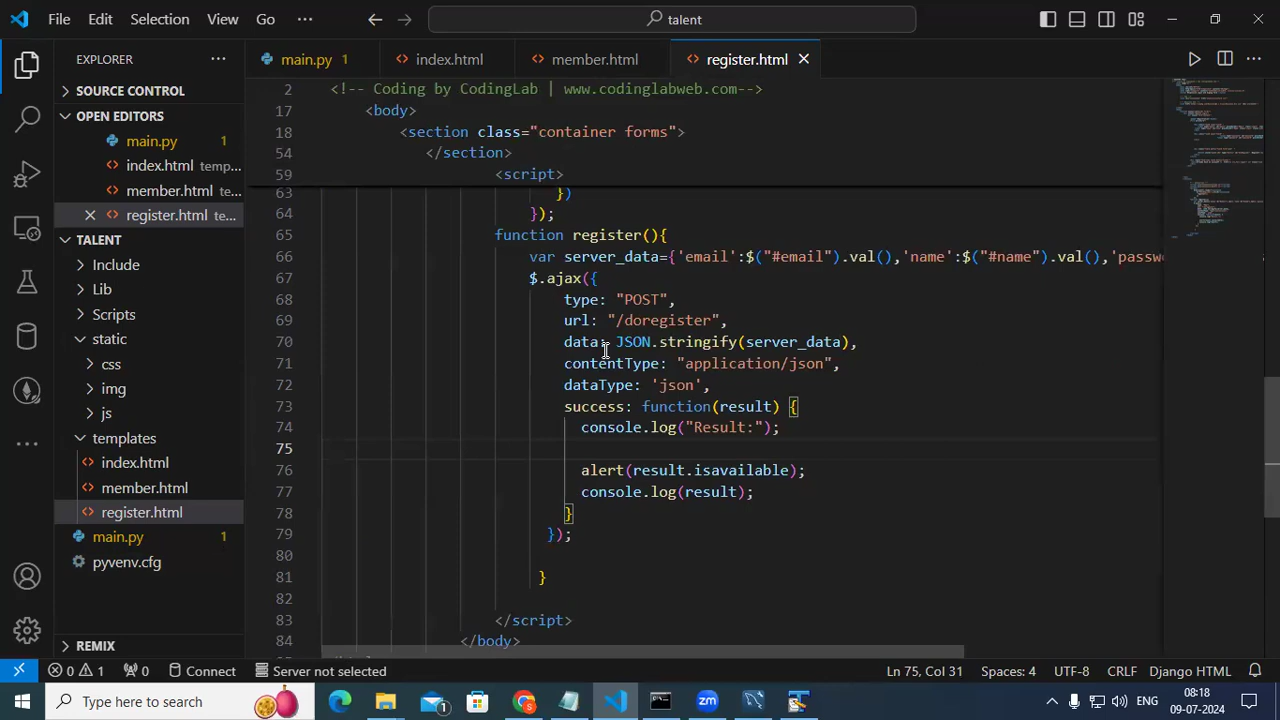 File Edit Selection View Go ··· talent
EXPLORER ···
main.py 1 index.html member.html register.html
SOURCE CONTROL
OPEN EDITORS
main.py
index.html temp...
member.html te...
register.html te...
TALENT
Include
Lib
Scripts
static
css
img
js
templates
index.html
member.html
register.html
main.py 1
pyvenv.cfg
REMIX
2 <!-- Coding by CodingLab | www.codinglabweb.com-->
17 <body>
18 <section class="container forms">
54 </section>
59 <script>
63 })
64 });
65 function register(){
66 var server_data={'email':$("#email").val(),'name':$("#name").val(),'passw
67 $.ajax({
68 type: "POST",
69 url: "/doregister",
70 data: JSON.stringify(server_data),
71 contentType: "application/json",
72 dataType: 'json',
73 success: function(result) {
74 console.log("Result:");
75
76 alert(result.isavailable);
77 console.log(result);
78 }
79 });
80
81 }
82
83 </script>
84 </body>
0 1 0 Connect Server not selected Ln 75, Col 31 Spaces: 4 UTF-8 CRLF Django HTML
Type here to search 1 zm ENG 08:18
09-07-2024